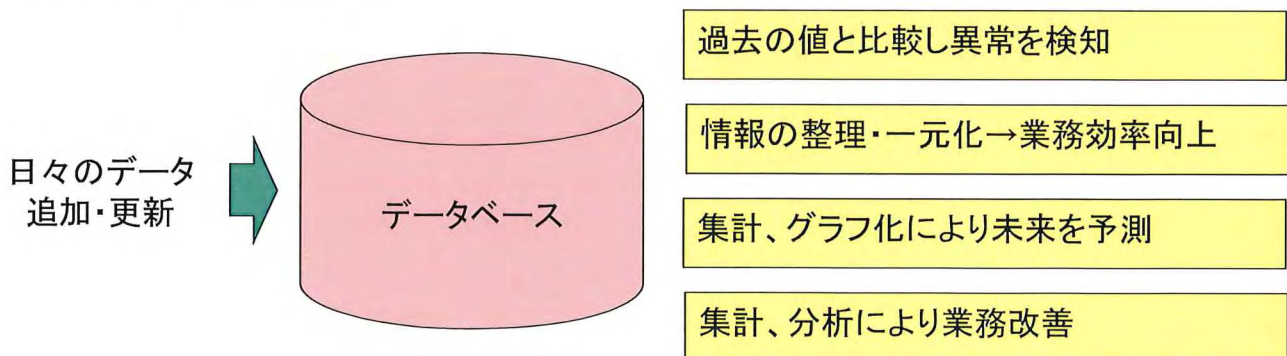 日々のデータ
追加・更新
データベース
過去の値と比較し異常を検知
情報の整理・一元化→業務効率向上
集計、グラフ化により未来を予測
集計、分析により業務改善